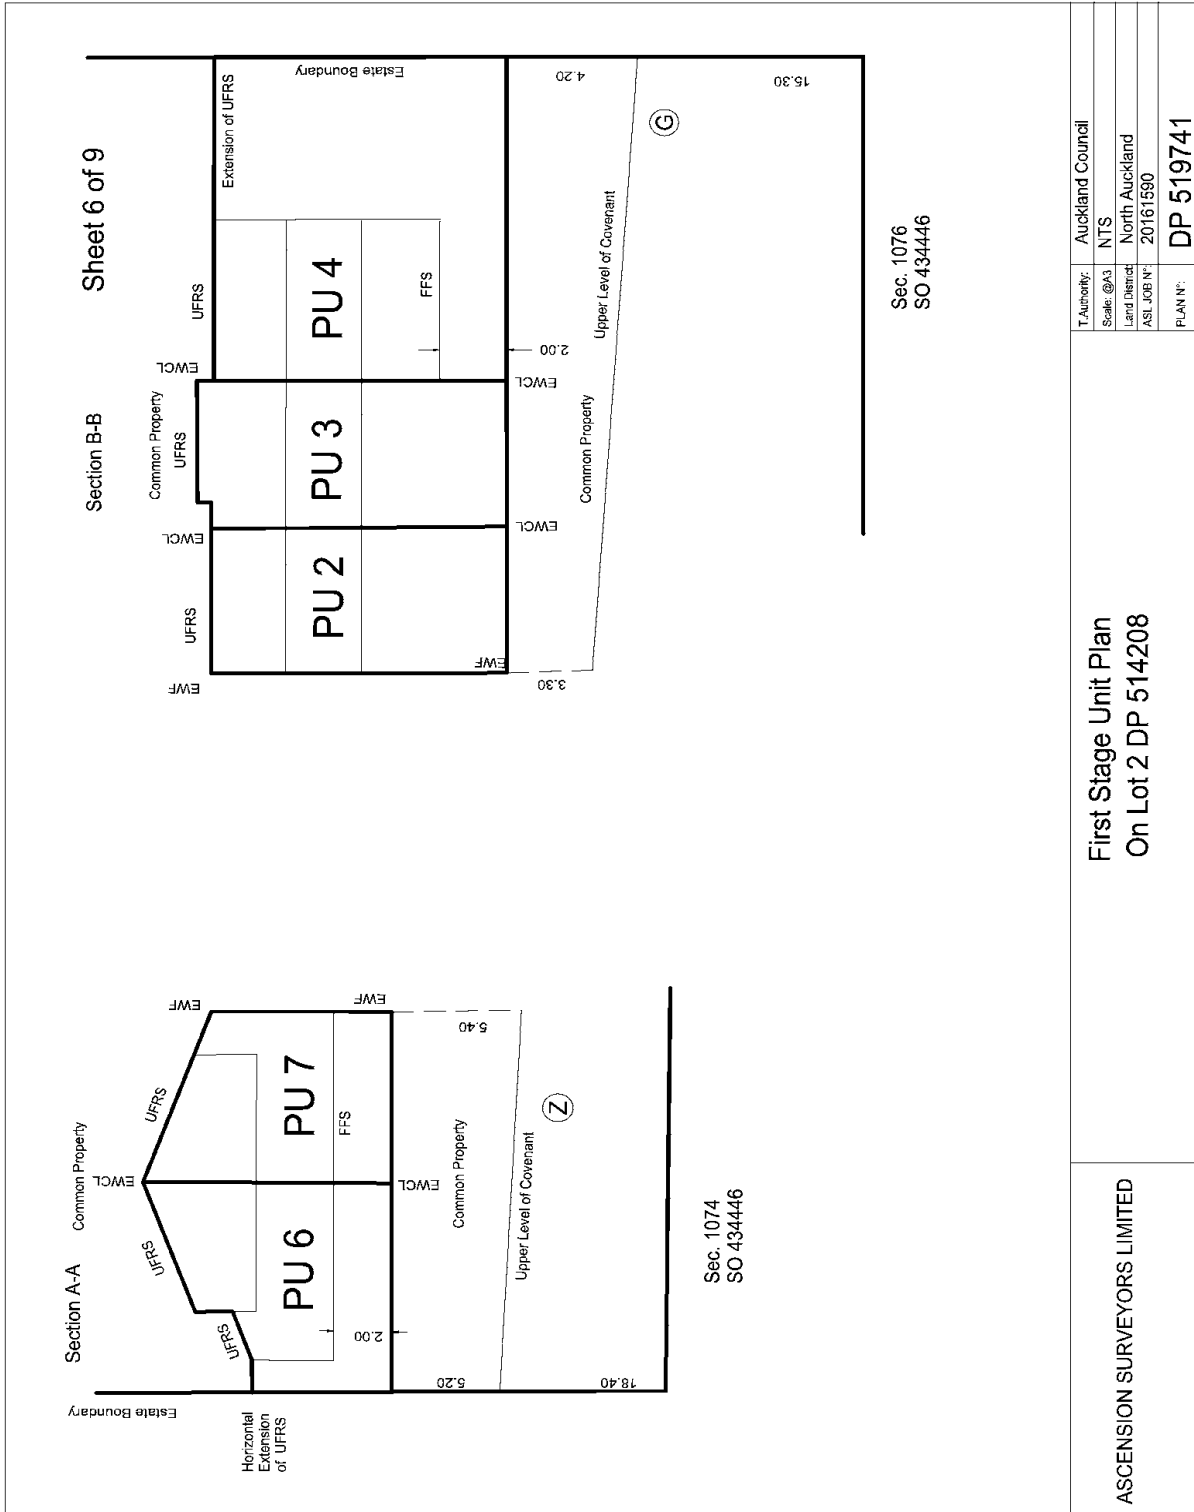 Sheet 6 of 9
Section A-A
Common Property
Estate Boundary
UFRS
UFRS
UFRS
EWCL
EWF
Horizontal
Extension
of UFRS
PU 6
PU 7
FFS
2.00
EWCL
EWF
5.20
Common Property
5.40
Upper Level of Covenant
Z
18.40
Sec. 1074
SO 434446
Section B-B
Common Property
EWF
UFRS
EWCL
UFRS
EWCL
UFRS
Extension of UFRS
Estate Boundary
PU 2
PU 3
PU 4
FFS
2.00
EWF
EWCL
EWCL
3.30
Common Property
Upper Level of Covenant
4.20
G
15.30
Sec. 1076
SO 434446
ASCENSION SURVEYORS LIMITED
First Stage Unit Plan
On Lot 2 DP 514208
T.Authority: Auckland Council
Scale: @A3 NTS
Land District: North Auckland
ASL JOB Nº: 20161590
PLAN Nº: DP 519741